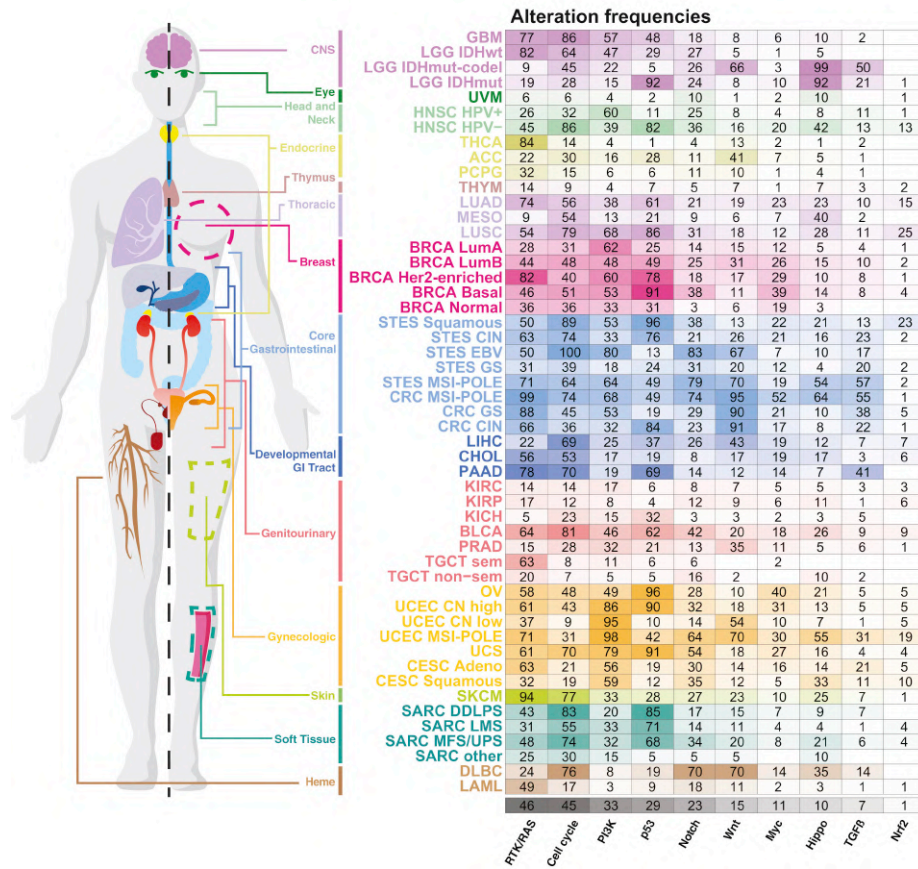 Alteration frequencies
CNS
Eye
Head and
Neck
Endocrine
Thymus
Thoracic
Breast
Core
Gastrointestinal
Developmental
GI Tract
Genitourinary
Gynecologic
Skin
Soft Tissue
Heme
GBM 77 86 57 48 18 8 6 10 2
LGG IDHwt 82 64 47 29 27 5 1 5
LGG IDHmut-codel 9 45 22 5 26 66 3 99 50
LGG IDHmut 19 28 15 92 24 8 10 92 21 1
UVM 6 6 4 2 10 1 2 10 1
HNSC HPV+ 26 32 60 11 25 8 4 8 11 1
HNSC HPV− 45 86 39 82 36 16 20 42 13 13
THCA 84 14 4 1 4 13 2 1 2
ACC 22 30 16 28 11 41 7 5 1
PCPG 32 15 6 6 11 10 1 4 1
THYM 14 9 4 7 5 7 1 7 3 2
LUAD 74 56 38 61 21 19 23 23 10 15
MESO 9 54 13 21 9 6 7 40 2
LUSC 54 79 68 86 31 18 12 28 11 25
BRCA LumA 28 31 62 25 14 15 12 5 4 1
BRCA LumB 44 48 48 49 25 31 26 15 10 2
BRCA Her2-enriched 82 40 60 78 18 17 29 10 8 1
BRCA Basal 46 51 53 91 38 11 39 14 8 4
BRCA Normal 36 36 33 31 3 6 19 3
STES Squamous 50 89 53 96 38 13 22 21 13 23
STES CIN 63 74 33 76 21 26 21 16 23 2
STES EBV 50 100 80 13 83 67 7 10 17
STES GS 31 39 18 24 31 20 12 4 20 2
STES MSI-POLE 71 64 64 49 79 70 19 54 57 2
CRC MSI-POLE 99 74 68 49 74 95 52 64 55 1
CRC GS 88 45 53 19 29 90 21 10 38 5
CRC CIN 66 36 32 84 23 91 17 8 22 1
LIHC 22 69 25 37 26 43 19 12 7 7
CHOL 56 53 17 19 8 17 19 17 3 6
PAAD 78 70 19 69 14 12 14 7 41
KIRC 14 14 17 6 8 7 5 5 3 3
KIRP 17 12 8 4 12 9 6 11 1 6
KICH 5 23 15 32 3 3 2 3 5
BLCA 64 81 46 62 42 20 18 26 9 9
PRAD 15 28 32 21 13 35 11 5 6 1
TGCT sem 63 8 11 6 6 2
TGCT non-sem 20 7 5 5 16 2 10 2
OV 58 48 49 96 28 10 40 21 5 5
UCEC CN high 61 43 86 90 32 18 31 13 5 5
UCEC CN low 37 9 95 10 14 54 10 7 1 5
UCEC MSI-POLE 71 31 98 42 64 70 30 55 31 19
UCS 61 70 79 91 54 18 27 16 4 4
CESC Adeno 63 21 56 19 30 14 16 14 21 5
CESC Squamous 32 19 59 12 35 12 5 33 11 10
SKCM 94 77 33 28 27 23 10 25 7 1
SARC DDLPS 43 83 20 85 17 15 7 9 7
SARC LMS 31 55 33 71 14 11 4 4 1 4
SARC MFS/UPS 48 74 32 68 34 20 8 21 6 4
SARC other 25 30 15 5 5 5 10
DLBC 24 76 8 19 70 70 14 35 14
LAML 49 17 3 9 18 11 2 3 1 1
46 45 33 29 23 15 11 10 7 1
RTK/RAS Cell cycle PI3K p53 Notch Wnt Myc Hippo TGFß Nrf2